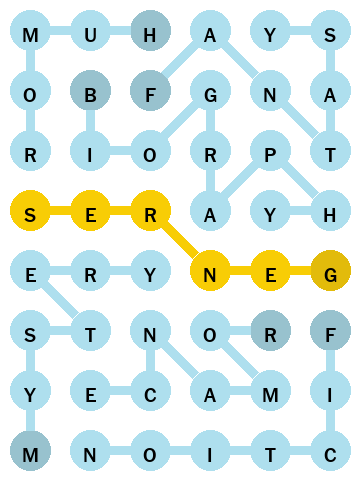 M U H A Y S
O B F G N A
R I O R P T
S E R A Y H
E R Y N E G
S T N O R F
Y E C A M I
M N O I T C